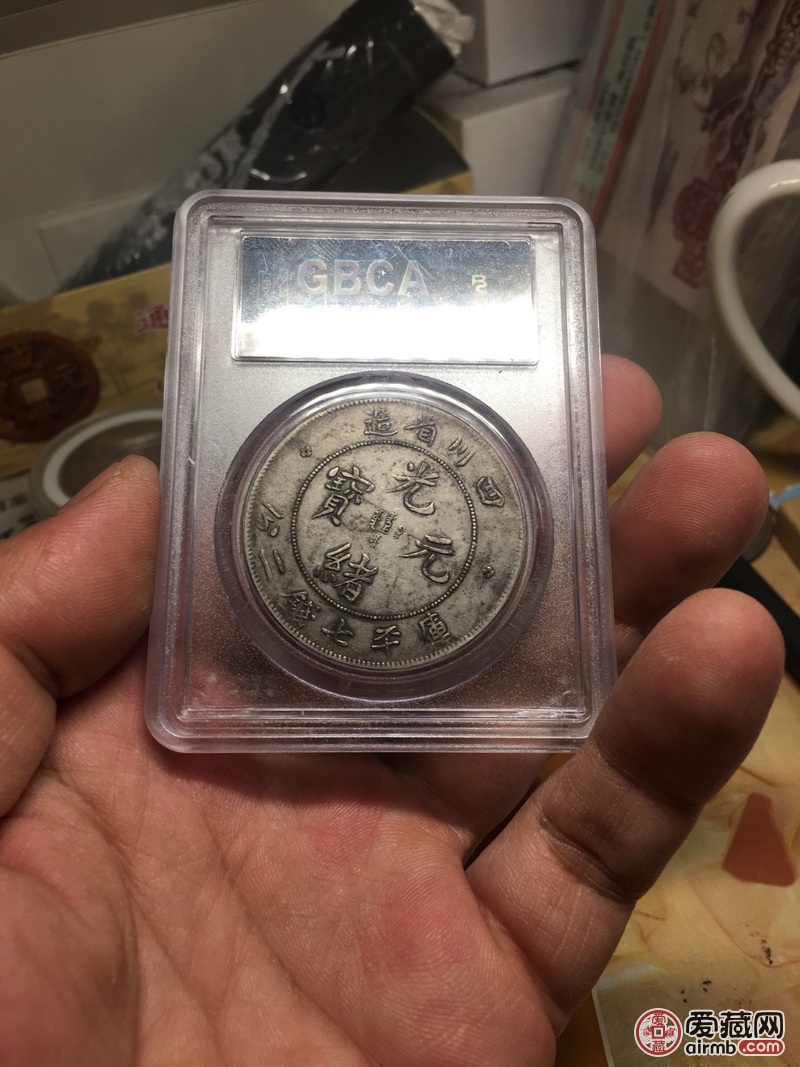 GBCA
四川省造
光緒元寶
庫平七錢二分
通
爱藏网
airmb.com